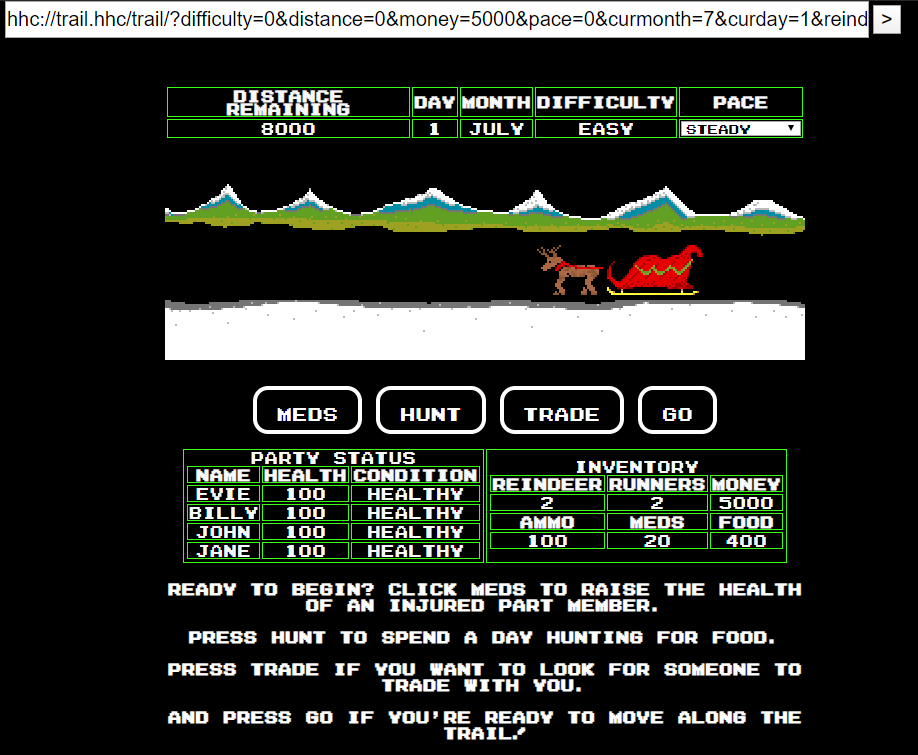 hhc://trail.hhc/trail/?difficulty=0&distance=0&money=5000&pace=0&curmonth=7&curday=1&reind >
DISTANCE REMAINING DAY MONTH DIFFICULTY PACE
8000 1 JULY EASY STEADY
MEDS HUNT TRADE GO
PARTY STATUS
NAME HEALTH CONDITION
EVIE 100 HEALTHY
BILLY 100 HEALTHY
JOHN 100 HEALTHY
JANE 100 HEALTHY
INVENTORY
REINDEER RUNNERS MONEY
2 2 5000
AMMO MEDS FOOD
100 20 400
READY TO BEGIN? CLICK MEDS TO RAISE THE HEALTH
OF AN INJURED PART MEMBER.
PRESS HUNT TO SPEND A DAY HUNTING FOR FOOD.
PRESS TRADE IF YOU WANT TO LOOK FOR SOMEONE TO
TRADE WITH YOU.
AND PRESS GO IF YOU'RE READY TO MOVE ALONG THE
TRAIL!